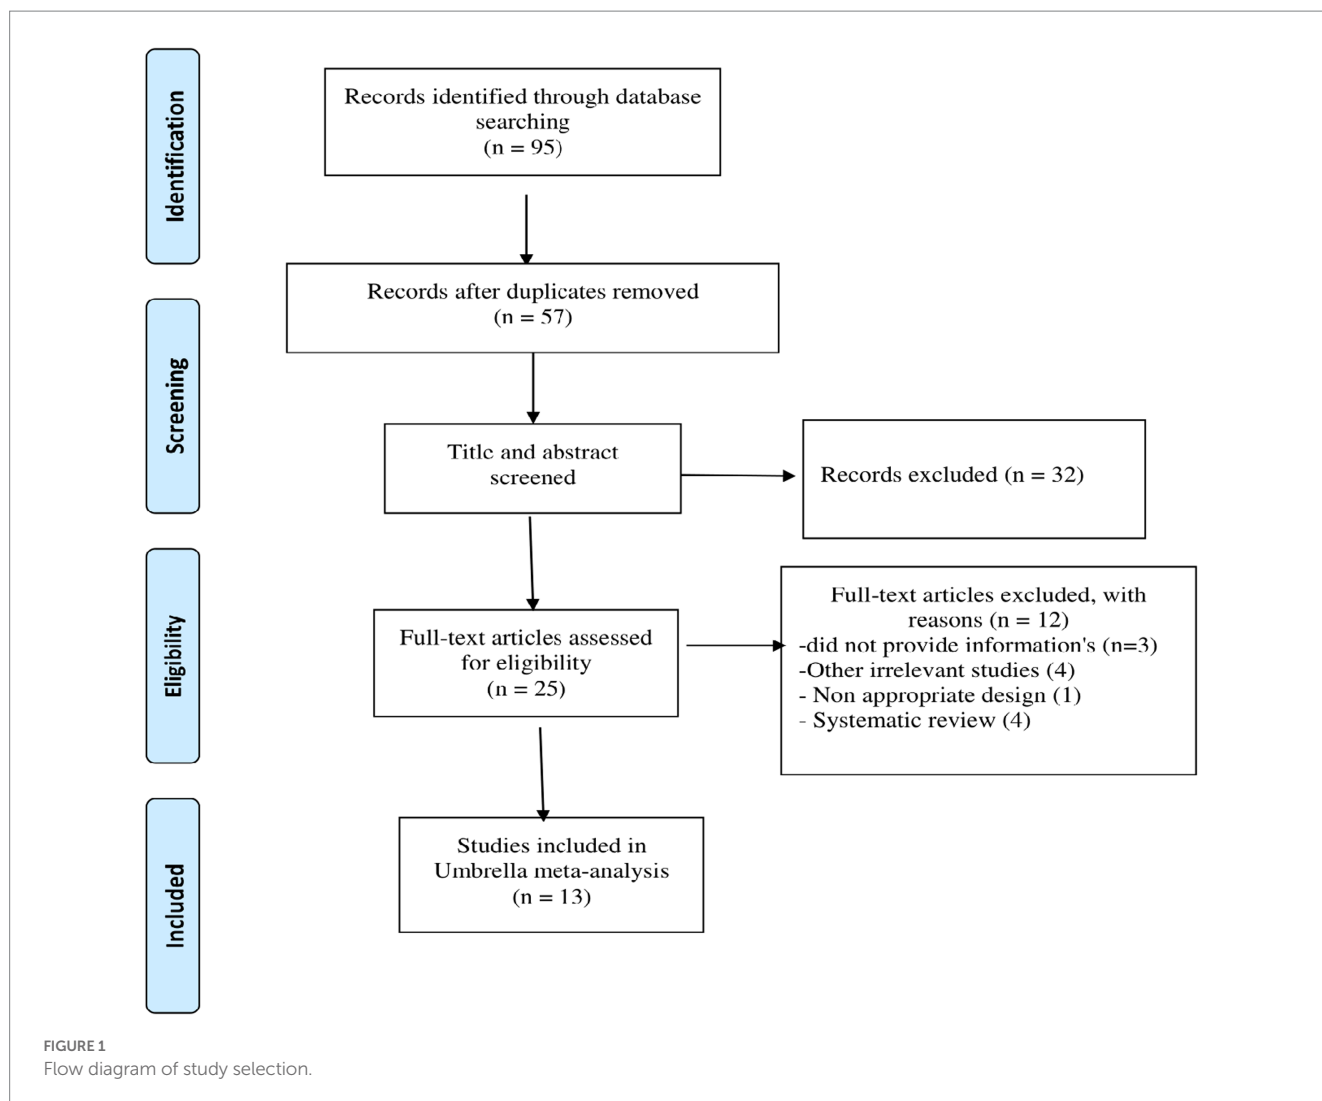 Identification
Records identified through database
searching
(n = 95)
Records after duplicates removed
(n = 57)
Screening
Title and abstract
screened
Records excluded (n = 32)
Eligibility
Full-text articles assessed
for eligibility
(n = 25)
Full-text articles excluded, with
reasons (n = 12)
-did not provide information's (n=3)
-Other irrelevant studies (4)
- Non appropriate design (1)
- Systematic review (4)
Included
Studies included in
Umbrella meta-analysis
(n = 13)
FIGURE 1
Flow diagram of study selection.